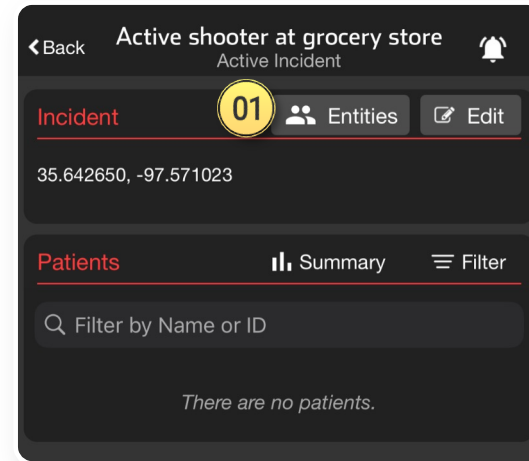 Back
Active shooter at grocery store
Active Incident
Incident
01
Entities
Edit
35.642650, -97.571023
Patients
Summary
Filter
Filter by Name or ID
There are no patients.